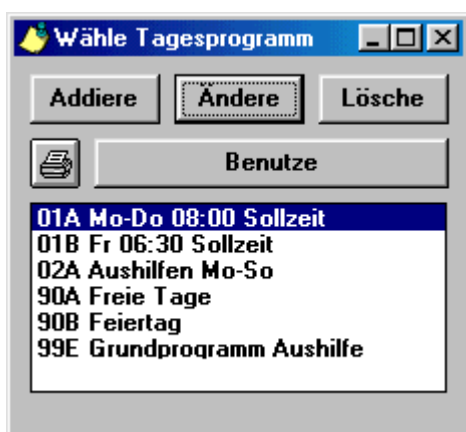 Wähle Tagesprogramm
Addiere Ändere Lösche
Benutze
01A Mo-Do 08:00 Sollzeit
01B Fr 06:30 Sollzeit
02A Aushilfen Mo-So
90A Freie Tage
90B Feiertag
99E Grundprogramm Aushilfe